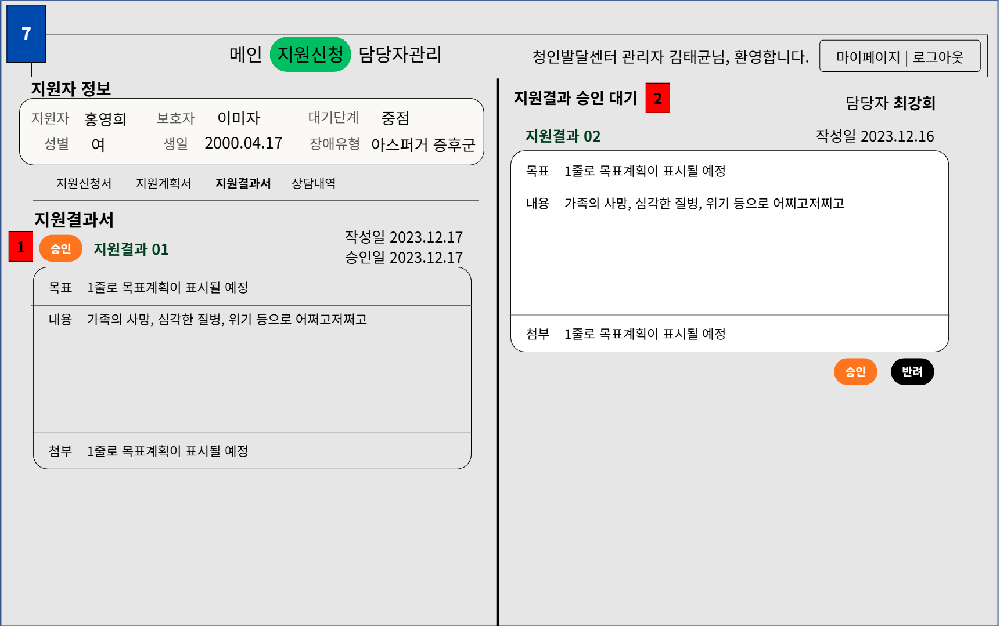 7
메인 지원신청 담당자관리
청인발달센터 관리자 김태균님, 환영합니다.
마이페이지 | 로그아웃
지원자 정보
지원자 홍영희 보호자 이미자 대기단계 중점
성별 여 생일 2000.04.17 장애유형 아스퍼거 증후군
지원신청서 지원계획서 지원결과서 상담내역
지원결과서
1 승인 지원결과 01
작성일 2023.12.17
승인일 2023.12.17
목표 1줄로 목표계획이 표시될 예정
내용 가족의 사망, 심각한 질병, 위기 등으로 어쩌고저쩌고
첨부 1줄로 목표계획이 표시될 예정
지원결과 승인 대기 2
담당자 최강희
지원결과 02 작성일 2023.12.16
목표 1줄로 목표계획이 표시될 예정
내용 가족의 사망, 심각한 질병, 위기 등으로 어쩌고저쩌고
첨부 1줄로 목표계획이 표시될 예정
승인 반려